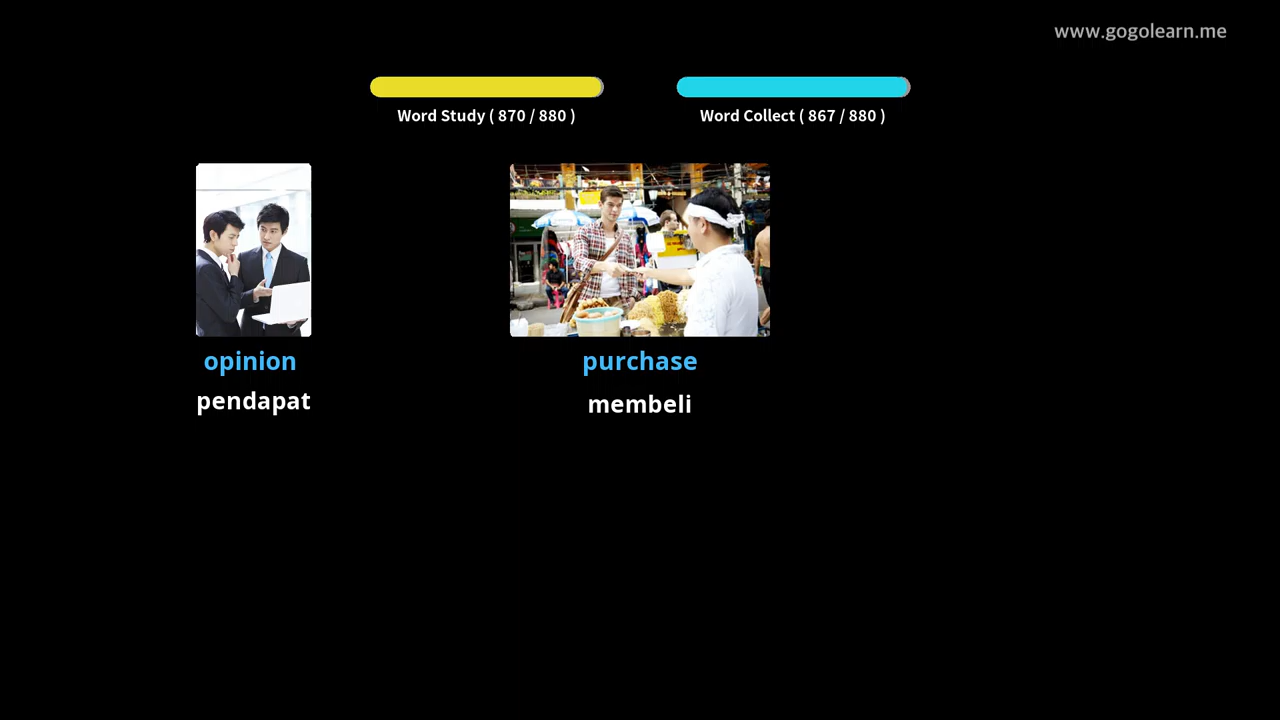 www.gogolearn.me
Word Study ( 870 / 880 )
Word Collect ( 867 / 880 )
opinion
pendapat
purchase
membeli